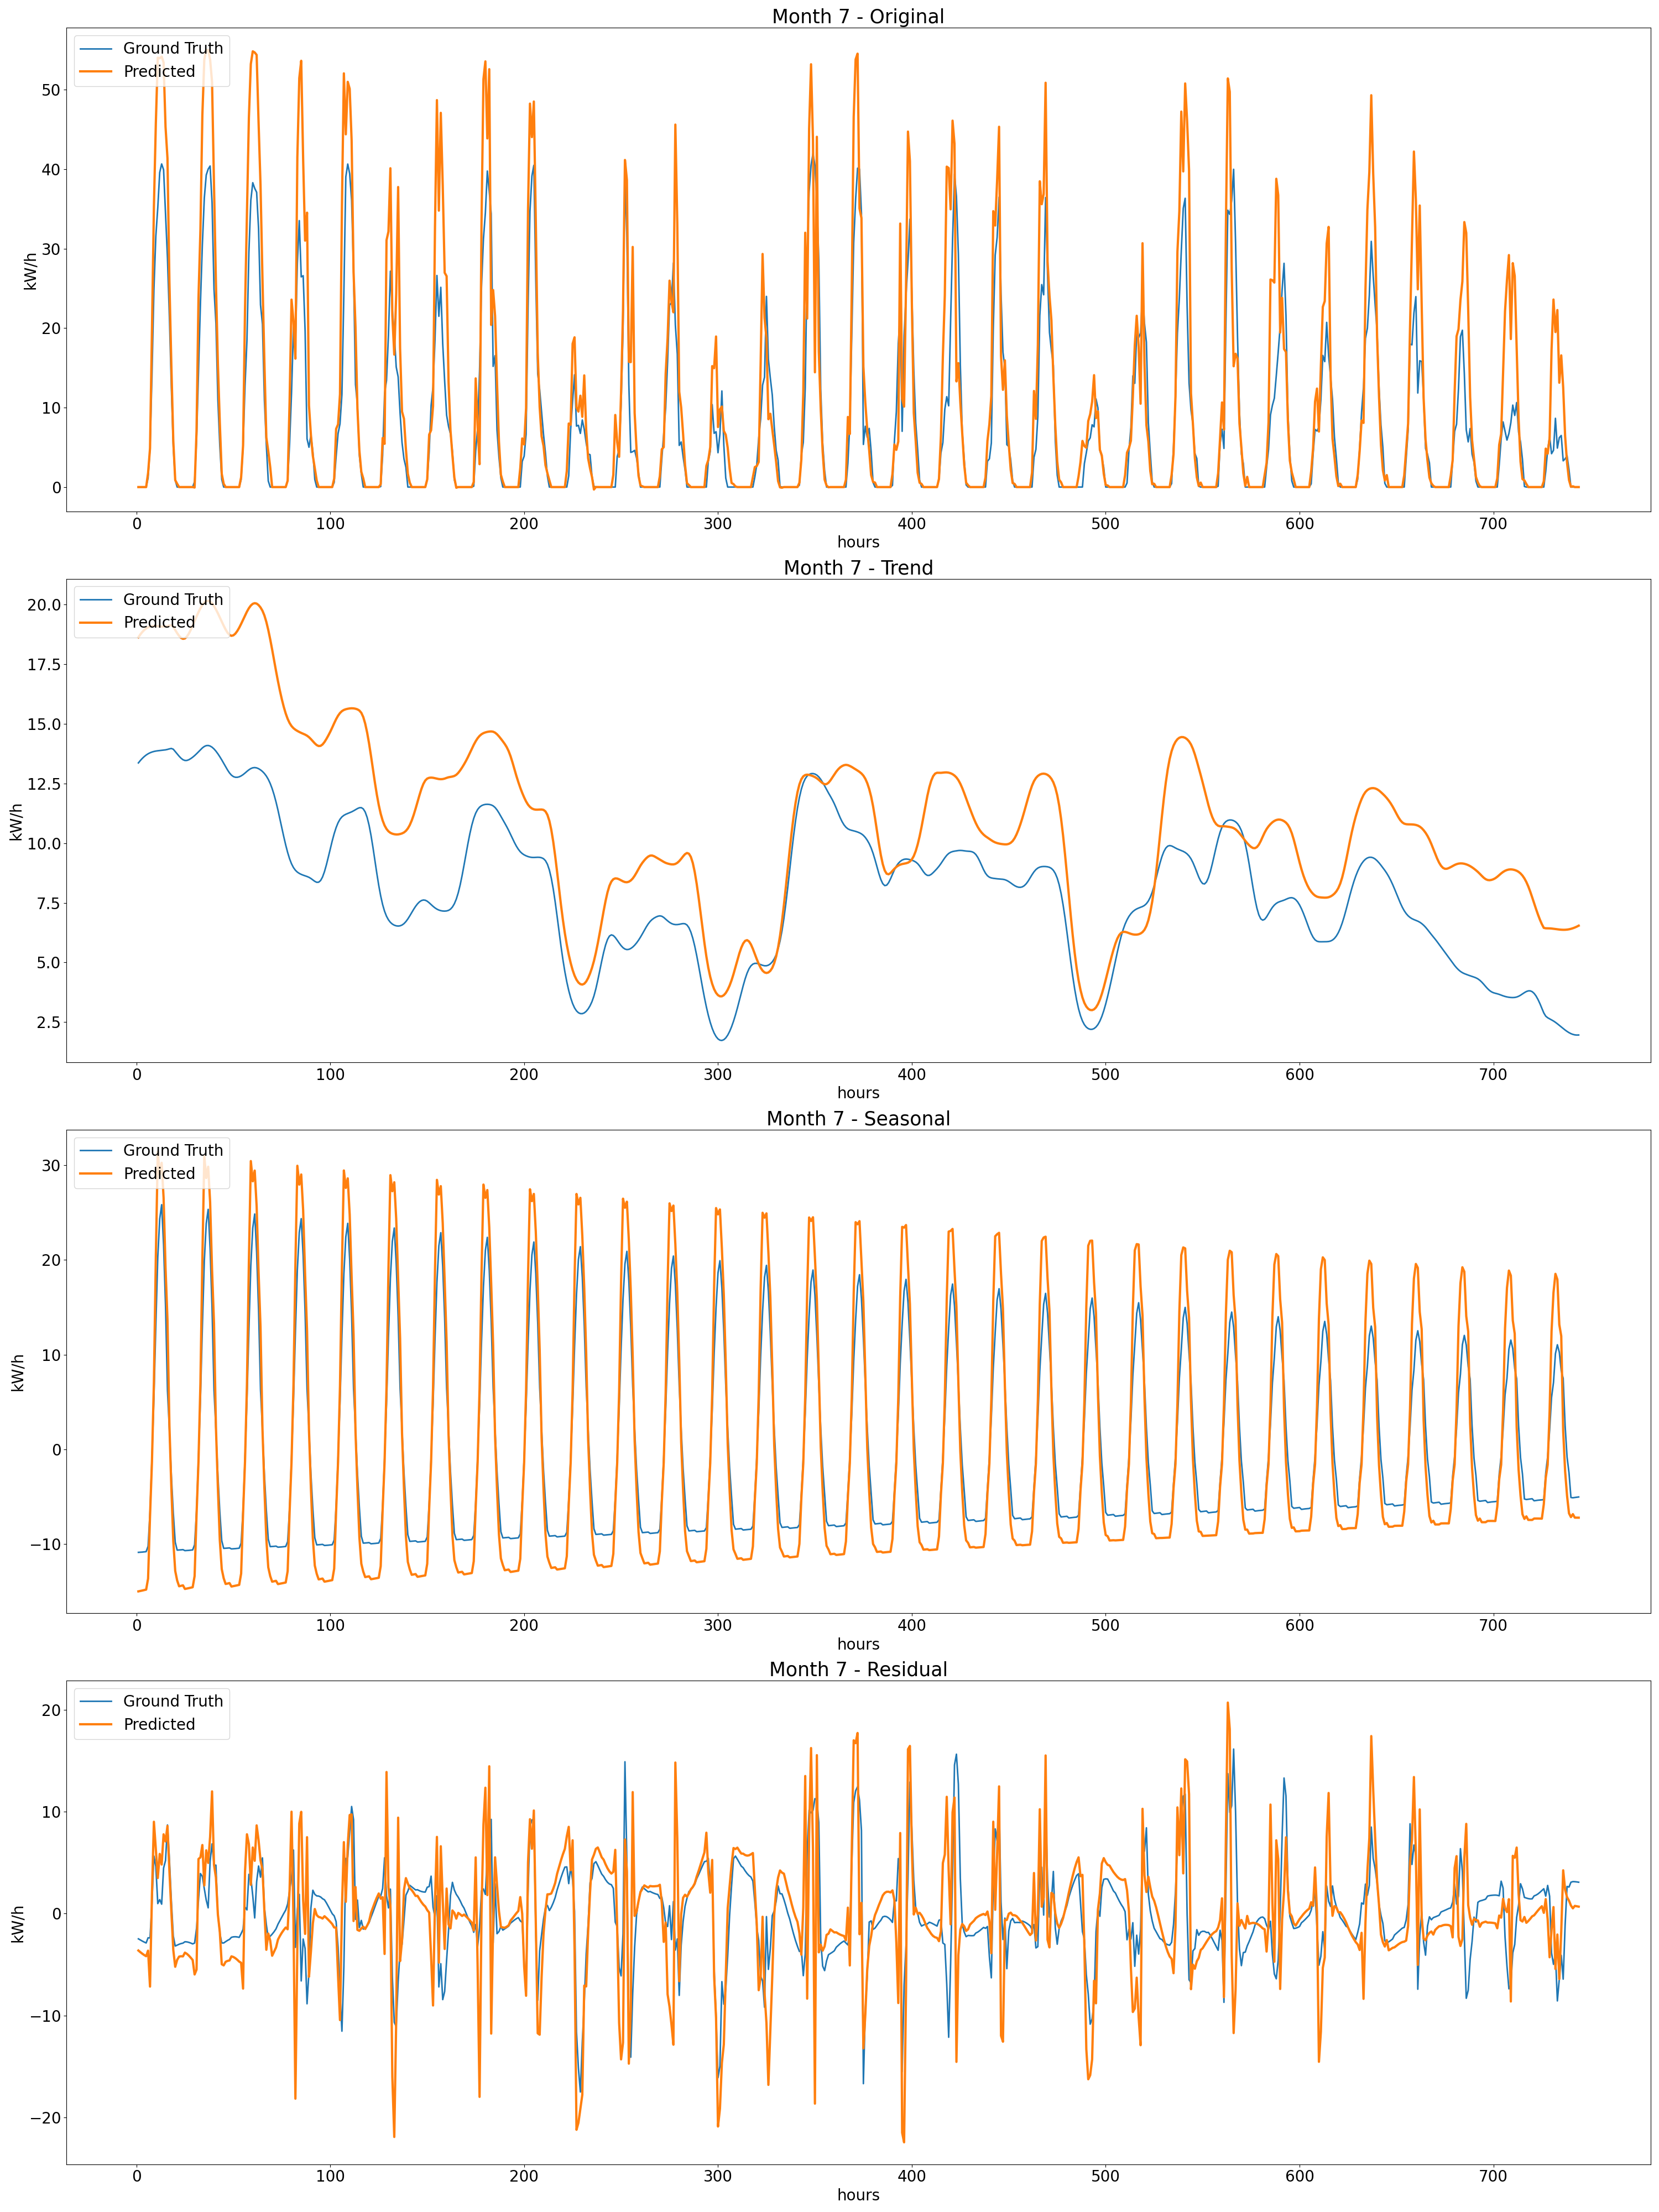 Month 7 - Original
Ground Truth
Predicted
50
40
30
20
10
0
kW/h
0 100 200 300 400 500 600 700
hours
Month 7 - Trend
Ground Truth
Predicted
20.0
17.5
15.0
12.5
10.0
7.5
5.0
2.5
kW/h
0 100 200 300 400 500 600 700
hours
Month 7 - Seasonal
Ground Truth
Predicted
30
20
10
0
−10
kW/h
0 100 200 300 400 500 600 700
hours
Month 7 - Residual
Ground Truth
Predicted
20
10
0
−10
−20
kW/h
0 100 200 300 400 500 600 700
hours